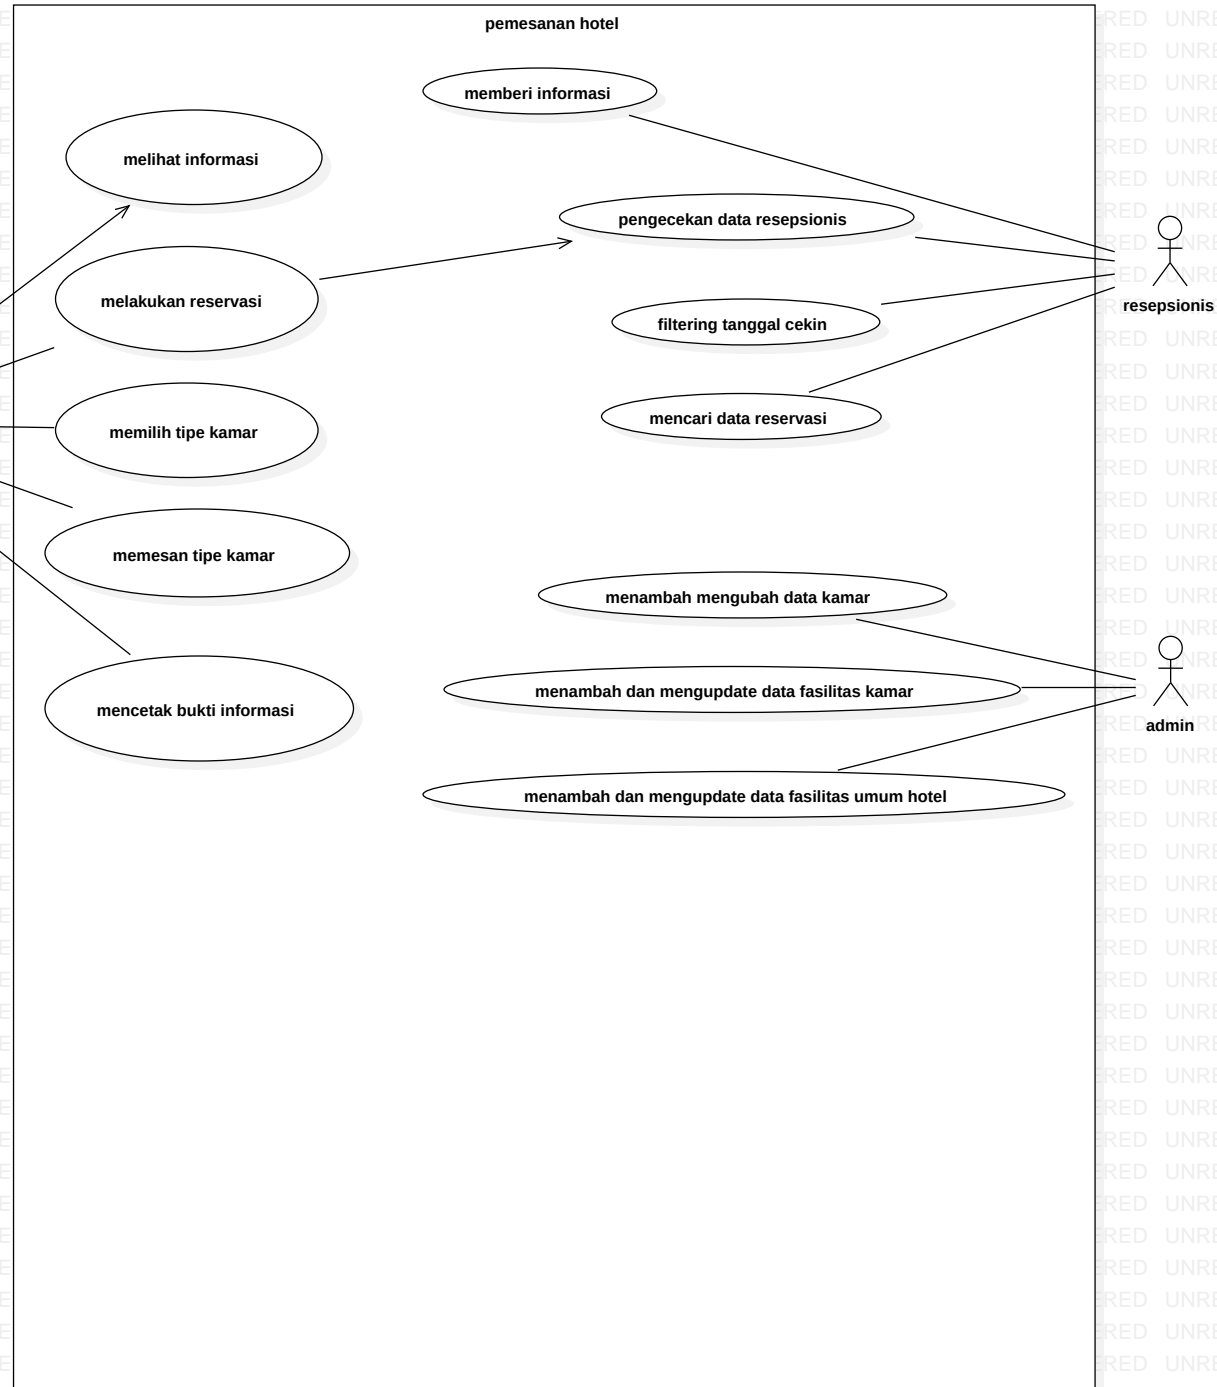 pemesanan hotel
memberi informasi
melihat informasi
pengecekan data resepsionis
melakukan reservasi
resepsionis
filtering tanggal cekin
mencari data reservasi
memilih tipe kamar
memesan tipe kamar
menambah mengubah data kamar
menambah dan mengupdate data fasilitas kamar
mencetak bukti informasi
admin
menambah dan mengupdate data fasilitas umum hotel